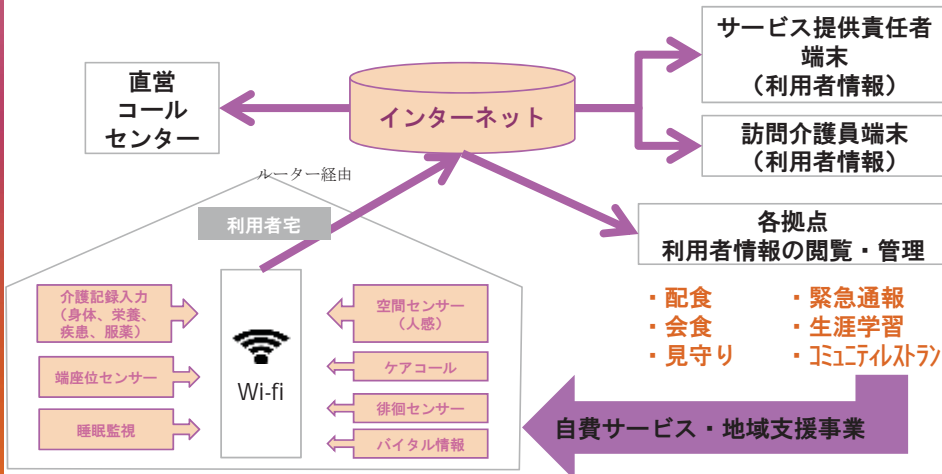 サービス提供責任者
端末
（利用者情報）
直営
コール
センター
インターネット
訪問介護員端末
（利用者情報）
ルーター経由
利用者宅
各拠点
利用者情報の閲覧・管理
介護記録入力
（身体、栄養、
疾患、服薬）
端座位センサー
睡眠監視
Wi-fi
空間センサー
（人感）
ケアコール
徘徊センサー
バイタル情報
・配食
・会食
・見守り
・緊急通報
・生涯学習
・コミュニティレストラン
自費サービス・地域支援事業